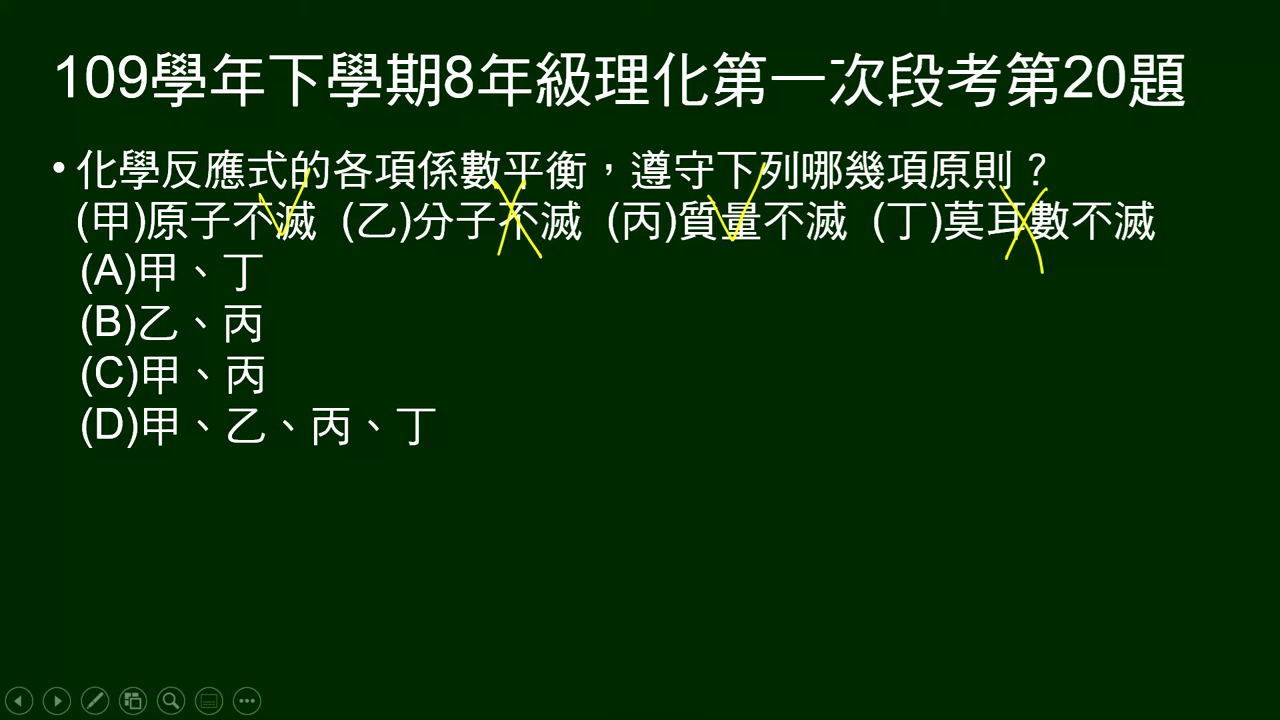 109學年下學期8年級理化第一次段考第20題
• 化學反應式的各項係數平衡，遵守下列哪幾項原則？
(甲)原子不滅 (乙)分子不滅 (丙)質量不滅 (丁)莫耳數不滅
(A)甲、丁
(B)乙、丙
(C)甲、丙
(D)甲、乙、丙、丁